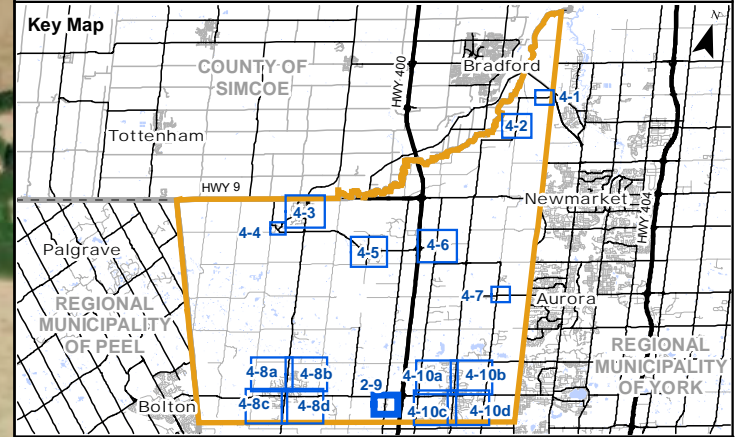 Key Map
N
COUNTY OF
SIMCOE
HWY 400
Bradford
4-1
4-2
Tottenham
HWY 9
4-3
4-4
4-5
4-6
Newmarket
HWY 404
Palgrave
4-7
Aurora
REGIONAL
MUNICIPALITY
OF PEEL
REGIONAL
MUNICIPALITY
OF YORK
4-8a
4-8b
2-9
4-10a
4-10b
Bolton
4-8c
4-8d
4-10c
4-10d